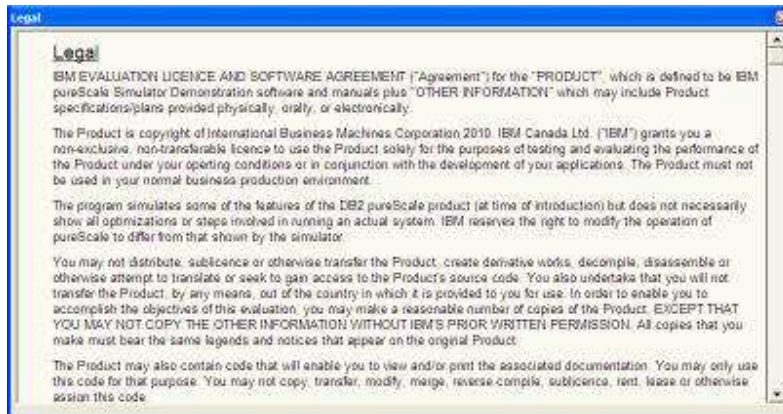 Legal
Legal
IBM EVALUATION LICENCE AND SOFTWARE AGREEMENT ("Agreement") for the "PRODUCT", which is defined to be IBM
pureScale Simulator Demonstration software and manuals plus "OTHER INFORMATION" which may include Product
specifications/plans provided physically, orally, or electronically.
The Product is copyright of International Business Machines Corporation 2010. IBM Canada Ltd. ("IBM") grants you a
non-exclusive, non-transferable licence to use the Product solely for the purposes of testing and evaluating the performance of
the Product under your operting conditions or in conjunction with the development of your applications. The Product must not
be used in your normal business production environment.
The program simulates some of the features of the DB2 pureScale product (at time of introduction) but does not necessarily
show all optimizations or steps involved in running an actual system. IBM reserves the right to modify the operation of
pureScale to differ from that shown by the simulator.
You may not distribute, sublicence or otherwise transfer the Product, create derivative works, decompile, disassemble or
otherwise attempt to translate or seek to gain access to the Product's source code. You also undertake that you will not
transfer the Product, by any means, out of the country in which it is provided to you for use. In order to enable you to
accomplish the objectives of this evaluation, you may make a reasonable number of copies of the Product. EXCEPT THAT
YOU MAY NOT COPY THE OTHER INFORMATION WITHOUT IBM'S PRIOR WRITTEN PERMISSION. All copies that you
make must bear the same legends and notices that appear on the original Product.
The Product may also contain code that will enable you to view and/or print the associated documentation. You may only use
this code for that purpose. You may not copy, transfer, modify, merge, reverse-compile, sublicence, rent, lease or otherwise
assign this code.